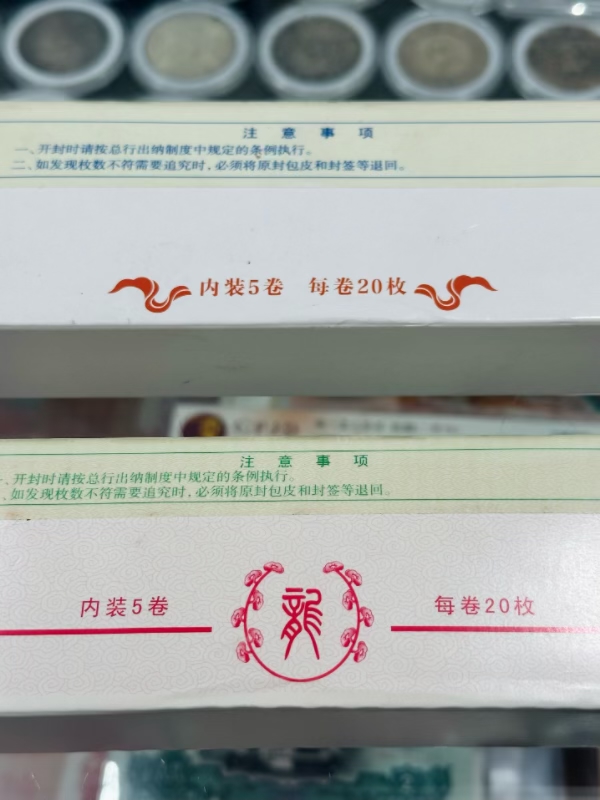 注意事项
一、开封时请按总行出纳制度中规定的条例执行。
二、如发现枚数不符需要追究时，必须将原封包皮和封签等退回。
内装5卷 每卷20枚
注意事项
、开封时请按总行出纳制度中规定的条例执行。
、如发现枚数不符需要追究时，必须将原封包皮和封签等退回。
内装5卷 龍 每卷20枚